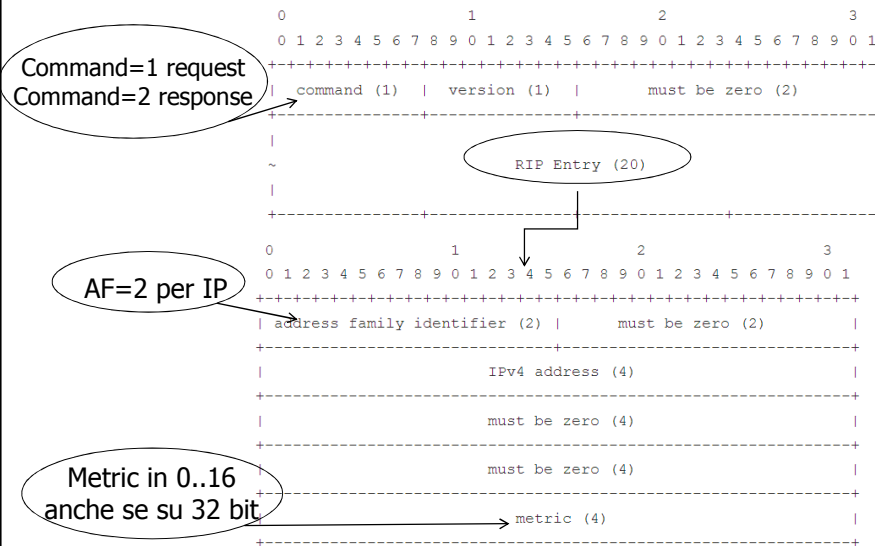 0 1 2 3
0 1 2 3 4 5 6 7 8 9 0 1 2 3 4 5 6 7 8 9 0 1 2 3 4 5 6 7 8 9 0 1
+-+-+-+-+-+-+-+-+-+-+-+-+-+-+-+-+-+-+-+-+-+-+-+-+-+-+-+-+-+-+-+-
Command=1 request
Command=2 response
| command (1) | version (1) | must be zero (2)
+---------------+---------------+-------------------------------
|
~ RIP Entry (20)
|
+---------------+---------------+---------------+---------------
0 1 2 3
0 1 2 3 4 5 6 7 8 9 0 1 2 3 4 5 6 7 8 9 0 1 2 3 4 5 6 7 8 9 0 1
+-+-+-+-+-+-+-+-+-+-+-+-+-+-+-+-+-+-+-+-+-+-+-+-+-+-+-+-+-+-+-+-+
AF=2 per IP
| address family identifier (2) | must be zero (2) |
+-------------------------------+-------------------------------+
| IPv4 address (4) |
+---------------------------------------------------------------+
| must be zero (4) |
+---------------------------------------------------------------+
| must be zero (4) |
+---------------------------------------------------------------+
Metric in 0..16
anche se su 32 bit
| metric (4) |
+---------------------------------------------------------------+